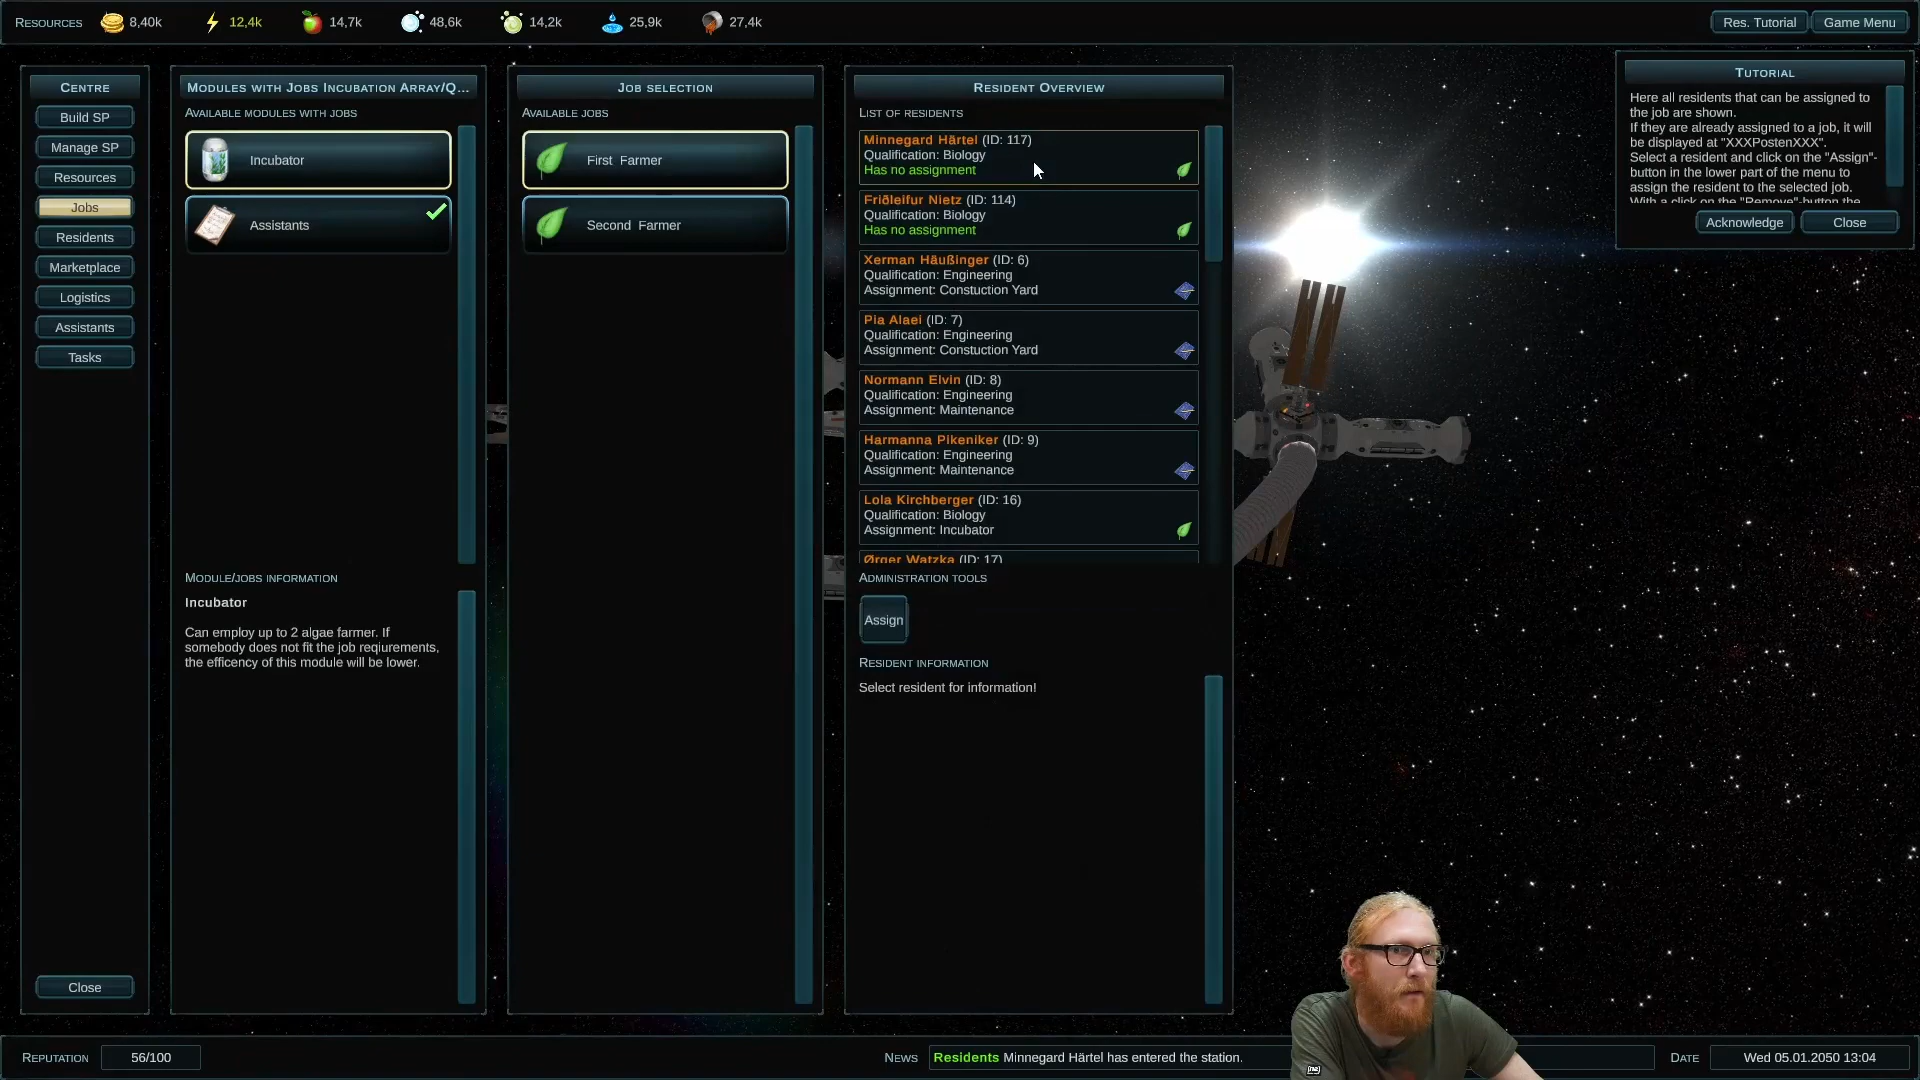 RESOURCES 8,40k 12,4k 14,7k 48,6k 14,2k 25,9k 27,4k Res. Tutorial Game Menu
CENTRE
Build SP
Manage SP
Resources
Jobs
Residents
Marketplace
Logistics
Assistants
Tasks
Close
MODULES WITH JOBS INCUBATION ARRAY/Q...
AVAILABLE MODULES WITH JOBS
Incubator
Assistants
MODULE/JOBS INFORMATION
Incubator
Can employ up to 2 algae farmer. If
somebody does not fit the job reqiurements,
the efficency of this module will be lower.
JOB SELECTION
AVAILABLE JOBS
First Farmer
Second Farmer
RESIDENT OVERVIEW
LIST OF RESIDENTS
Minnegard Härtel (ID: 117)
Qualification: Biology
Has no assignment
Friðleifur Nietz (ID: 114)
Qualification: Biology
Has no assignment
Xerman Häußinger (ID: 6)
Qualification: Engineering
Assignment: Constuction Yard
Pia Alaei (ID: 7)
Qualification: Engineering
Assignment: Constuction Yard
Normann Elvin (ID: 8)
Qualification: Engineering
Assignment: Maintenance
Harmanna Pikeniker (ID: 9)
Qualification: Engineering
Assignment: Maintenance
Lola Kirchberger (ID: 16)
Qualification: Biology
Assignment: Incubator
Ørger Watzka (ID: 17)
ADMINISTRATION TOOLS
Assign
RESIDENT INFORMATION
Select resident for information!
TUTORIAL
Here all residents that can be assigned to
the job are shown.
If they are already assigned to a job, it will
be displayed at "XXXPostenXXX".
Select a resident and click on the "Assign"-
button in the lower part of the menu to
assign the resident to the selected job.
With a click on the "Remove"-button the
Acknowledge Close
REPUTATION 56/100 NEWS Residents Minnegard Härtel has entered the station. DATE Wed 05.01.2050 13:04